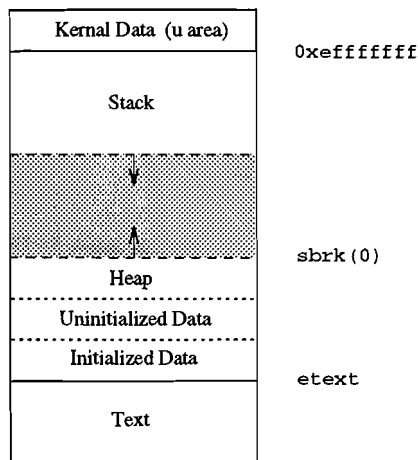 Kernal Data (u area)
0xefffffff
Stack
sbrk(0)
Heap
Uninitialized Data
Initialized Data
etext
Text